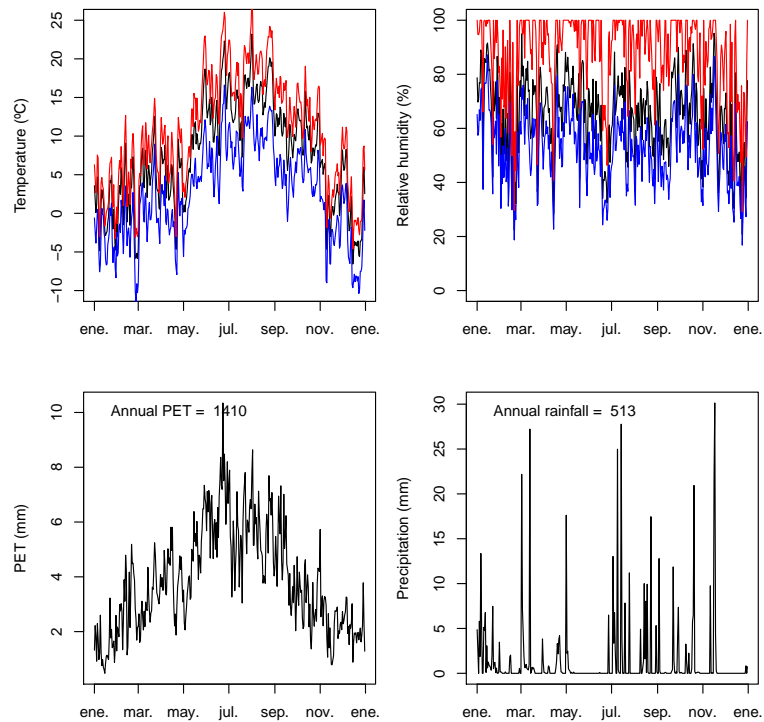 Temperature (ºC)
25
20
15
10
5
0
−5
−10
ene. mar. may. jul. sep. nov. ene.
Relative humidity (%)
100
80
60
40
20
0
ene. mar. may. jul. sep. nov. ene.
PET (mm)
10
8
6
4
2
Annual PET = 1410
ene. mar. may. jul. sep. nov. ene.
Precipitation (mm)
30
25
20
15
10
5
0
Annual rainfall = 513
ene. mar. may. jul. sep. nov. ene.